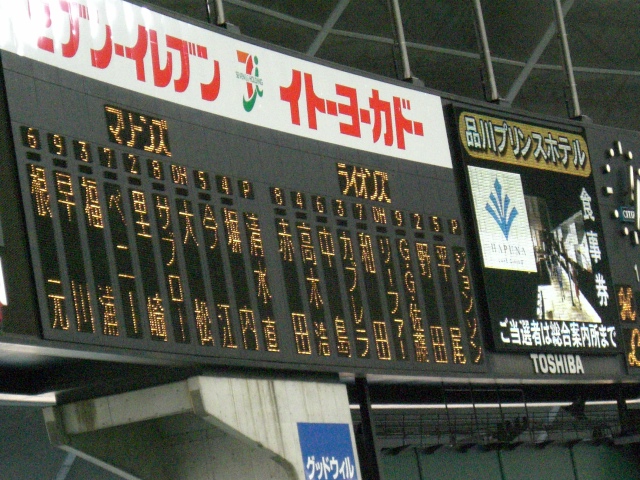 セブン-イレブン
イトーヨーカドー
マリーンズ
6 9 3 7 2 8 DH 5 4 P
根元
早川
福浦
ベニー
里崎
サブロー
大松
今江
堀内
清水直
ライオンズ
8 4 6 3 7 DH 9 2 5 P
赤田
高木浩
中島
カブレラ
和田
リーファー
G.G.佐藤
野田
平尾
ジョンソン
品川プリンスホテル
HAPUNA
食事券
ご当選者は総合案内所まで
TOSHIBA
グッドウィル